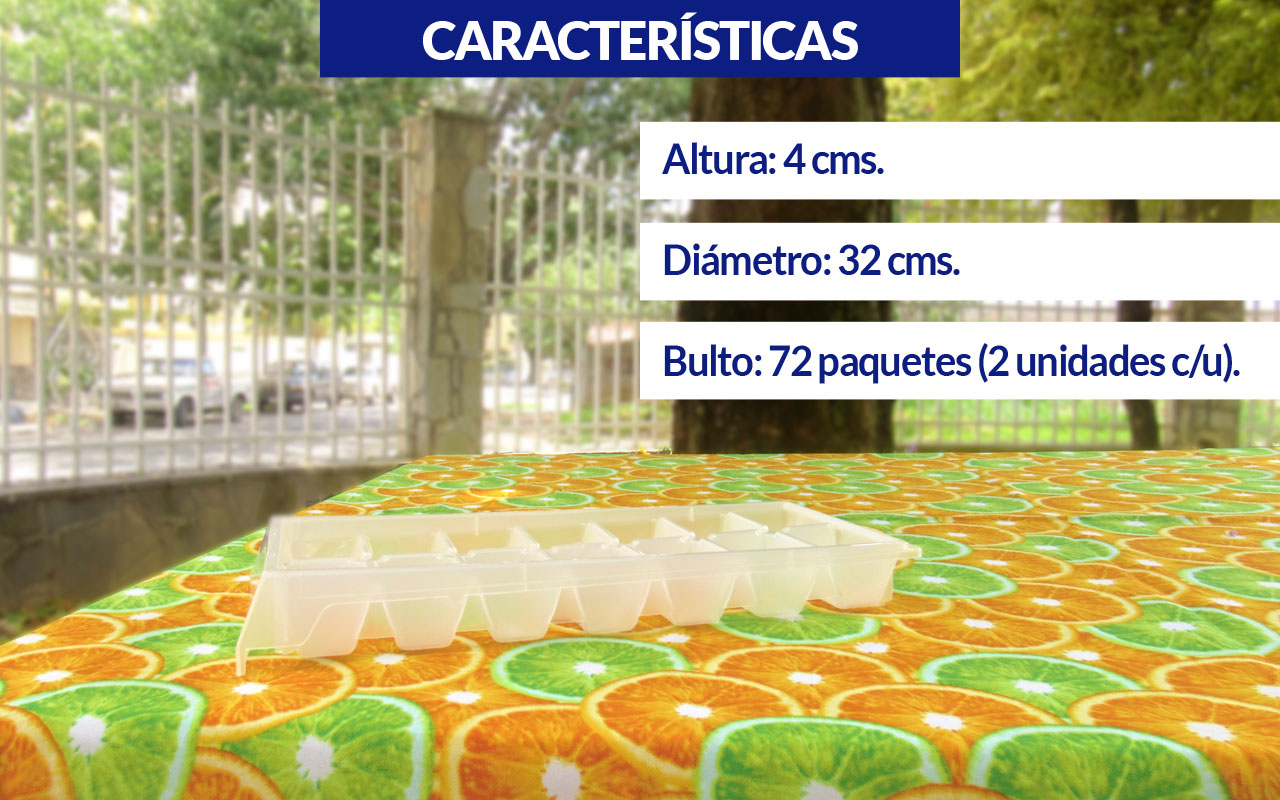 CARACTERÍSTICAS
Altura: 4 cms.
Diámetro: 32 cms.
Bulto: 72 paquetes (2 unidades c/u).